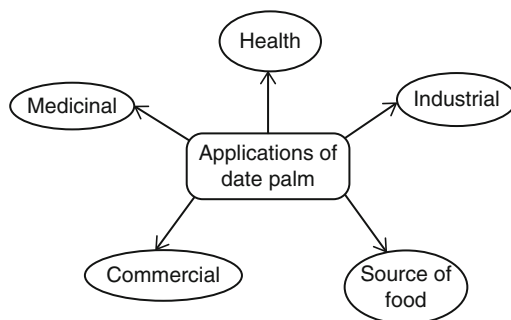 Health
Medicinal
Industrial
Applications of
date palm
Commercial
Source of
food